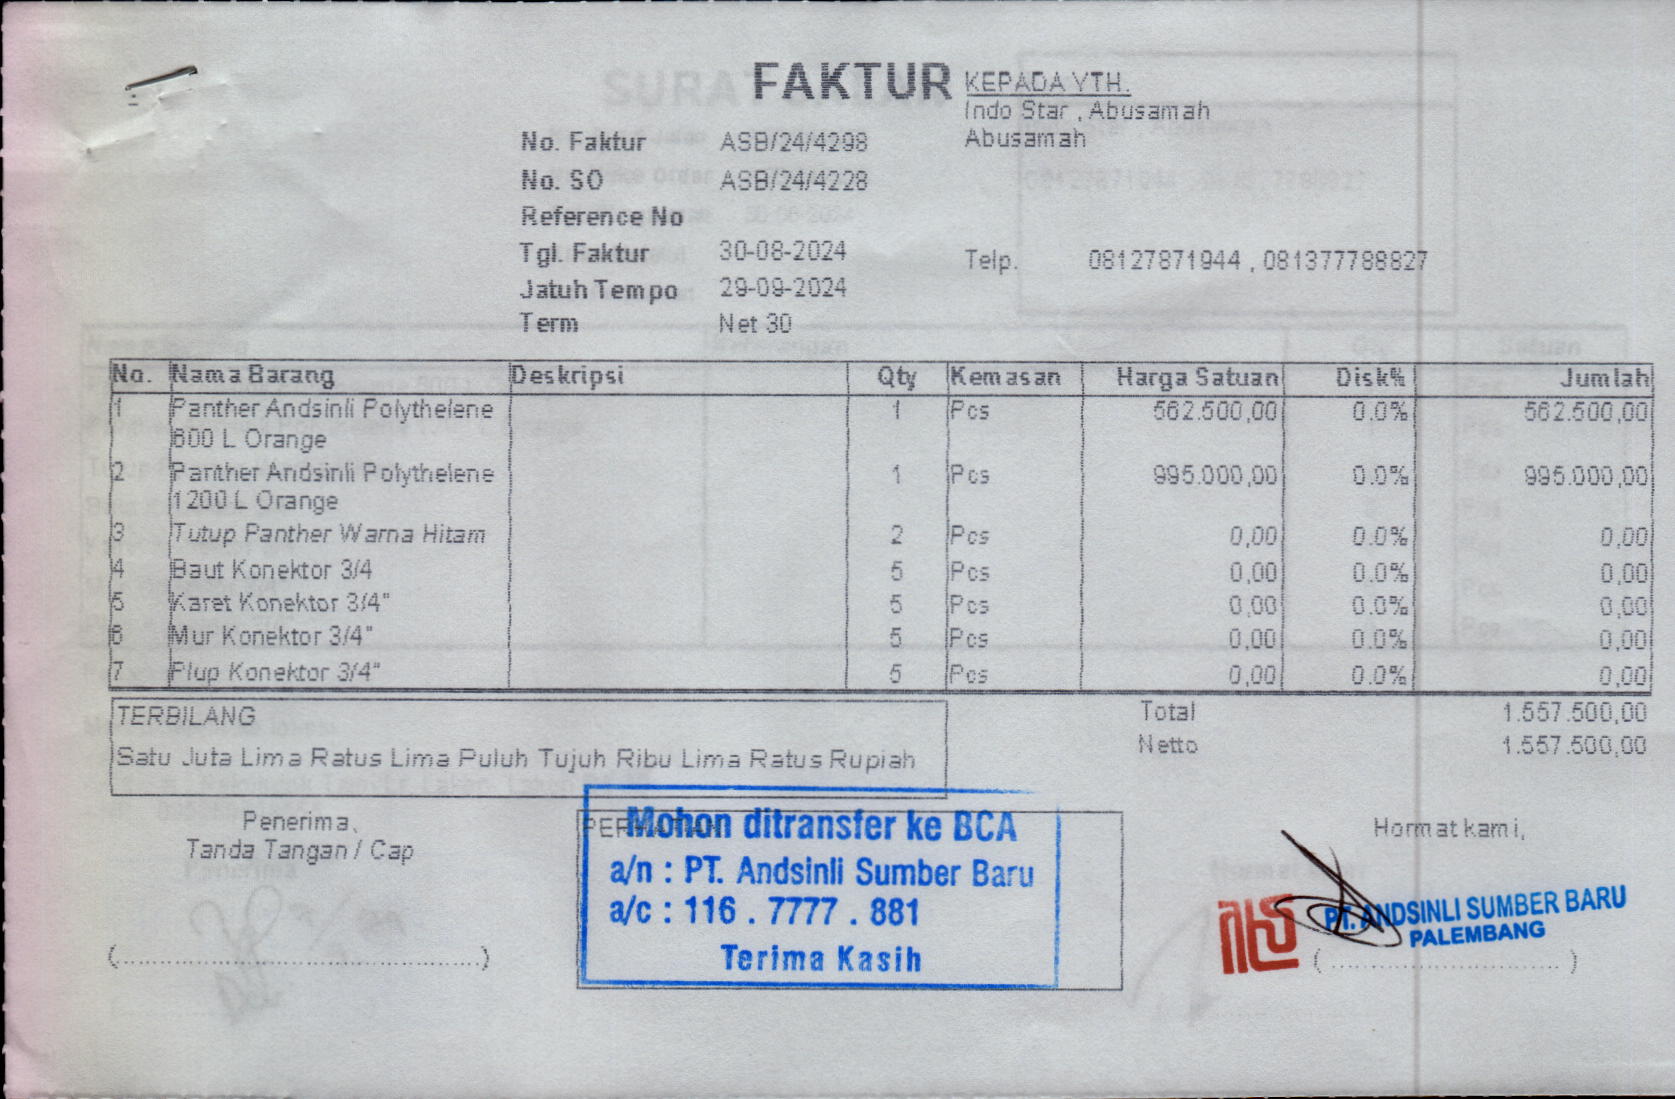 FAKTUR
KEPADA YTH.
Indo Star , Abusamah
Abusamah
No. Faktur ASB/24/4298
No. SO ASB/24/4228
Reference No
Tgl. Faktur 30-08-2024
Telp. 08127871944 , 081377788827
Jatuh Tempo 29-09-2024
Term Net 30
No. Nama Barang Deskripsi Qty Kemasan Harga Satuan Disk% Jumlah
1 Panther Andsinli Polythelene 1 Pcs 562.500,00 0.0% 562.500,00
600 L Orange
2 Panther Andsinli Polythelene 1 Pcs 995.000,00 0.0% 995.000,00
1200 L Orange
3 Tutup Panther Warna Hitam 2 Pcs 0,00 0.0% 0,00
4 Baut Konektor 3/4 5 Pcs 0,00 0.0% 0,00
5 Karet Konektor 3/4" 5 Pcs 0,00 0.0% 0,00
6 Mur Konektor 3/4" 5 Pcs 0,00 0.0% 0,00
7 Plup Konektor 3/4" 5 Pcs 0,00 0.0% 0,00
TERBILANG
Satu Juta Lima Ratus Lima Puluh Tujuh Ribu Lima Ratus Rupiah
Total 1.557.500,00
Netto 1.557.500,00
Penerima,
Tanda Tangan / Cap
(..........................................)
Mohon ditransfer ke BCA
a/n : PT. Andsinli Sumber Baru
a/c : 116 . 7777 . 881
Terima Kasih
Hormat kami,
PT. ANDSINLI SUMBER BARU
PALEMBANG
( ............................ )